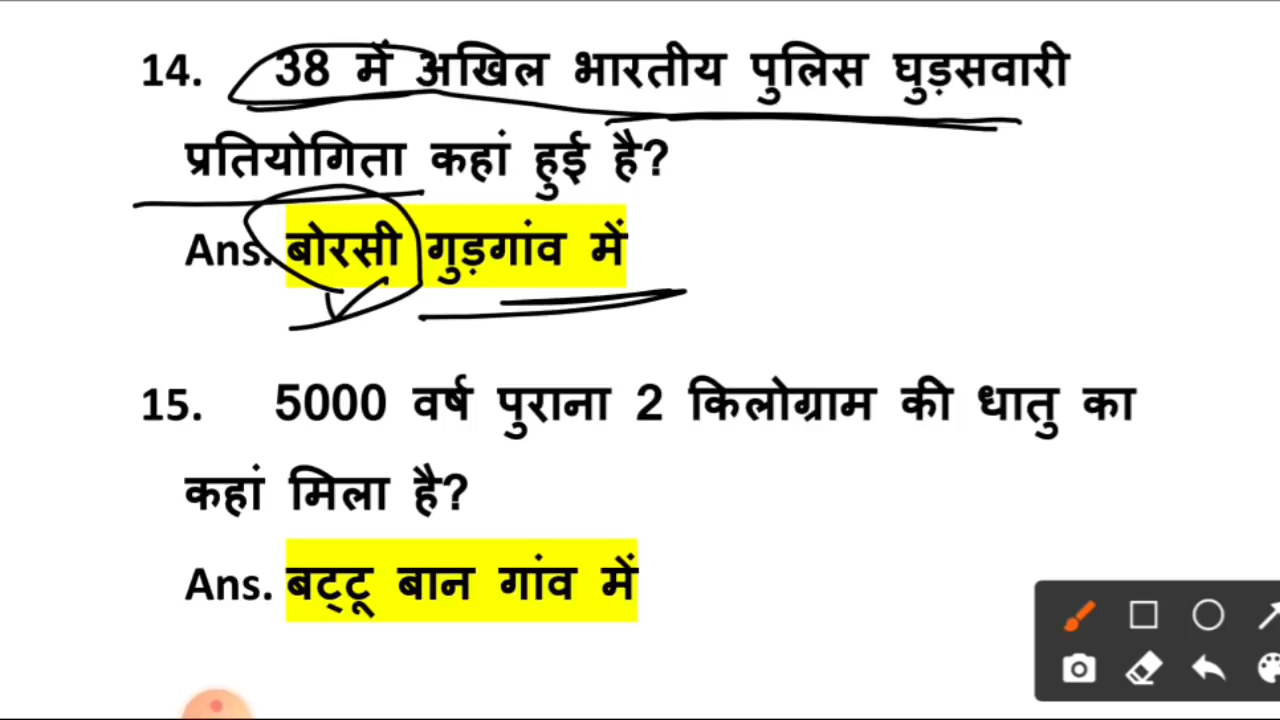 14. 38 में अखिल भारतीय पुलिस घुड़सवारी
प्रतियोगिता कहां हुई है?
Ans. बोरसी गुड़गांव में
15. 5000 वर्ष पुराना 2 किलोग्राम की धातु का
कहां मिला है?
Ans. बट्टू बान गांव में